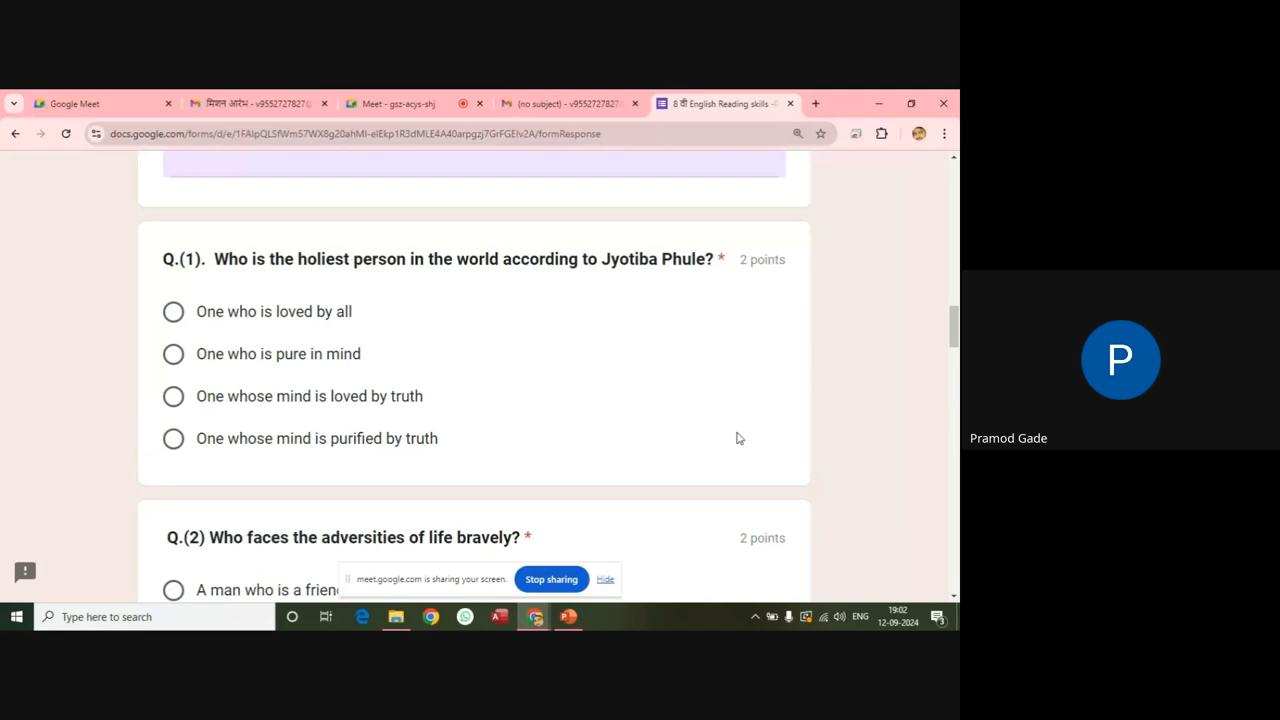 Google Meet
मिशन आरंभ - v9552727827@
Meet - gsz-acys-shj
(no subject) - v955272782
8 वी English Reading skills -
docs.google.com/forms/d/e/1FAIpQLSfWm57WX8g20ahMI-eIEkp1R3dMLE4A40arpgzj7GrFGEIv2A/formResponse
Q.(1). Who is the holiest person in the world according to Jyotiba Phule? * 2 points
One who is loved by all
One who is pure in mind
One whose mind is loved by truth
One whose mind is purified by truth
Q.(2) Who faces the adversities of life bravely? * 2 points
A man who is a frien
meet.google.com is sharing your screen. Stop sharing Hide
Type here to search
ENG
19:02
12-09-2024
3
P
Pramod Gade